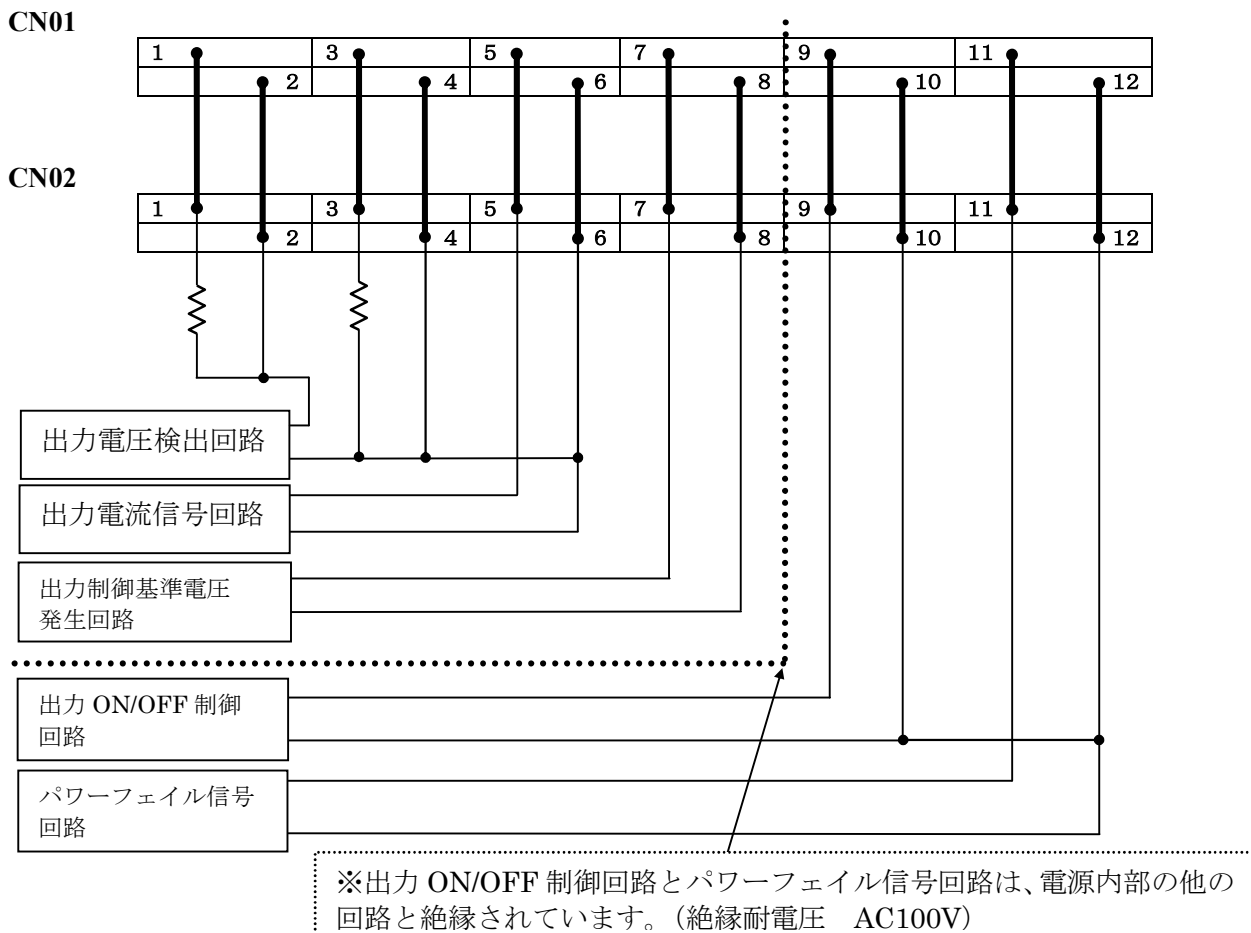 CN01
1 3 5 7 9 11
2 4 6 8 10 12
CN02
1 3 5 7 9 11
2 4 6 8 10 12
出力電圧検出回路
出力電流信号回路
出力制御基準電圧
発生回路
出力 ON/OFF 制御
回路
パワーフェイル信号
回路
※出力 ON/OFF 制御回路とパワーフェイル信号回路は、電源内部の他の
回路と絶縁されています。(絶縁耐電圧　AC100V)